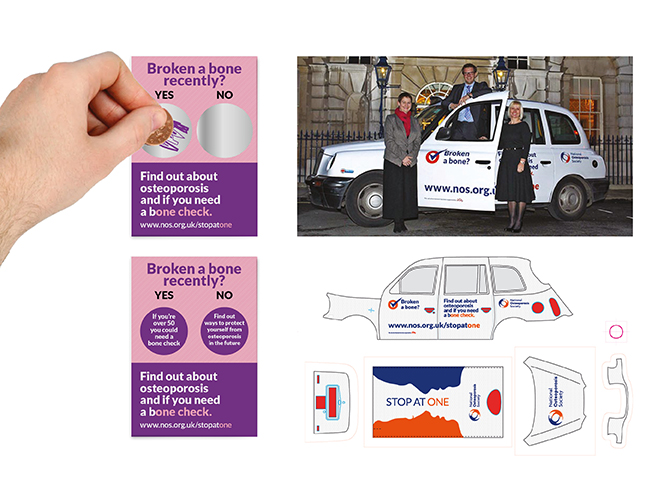 Broken a bone
recently?
YES NO
Find out about
osteoporosis
and if you need
a bone check.
www.nos.org.uk/stopatone
Broken a bone
recently?
YES NO
If you're
over 50
you could
need a
bone check
Find out
ways to protect
yourself from
osteoporosis
in the future
Find out about
osteoporosis
and if you need
a bone check.
www.nos.org.uk/stopatone
Broken
a bone?
www.nos.org.u
National
Osteoporosis
Society
Broken
a bone?
Find out about
osteoporosis
and if you need
a bone check.
National
Osteoporosis
Society
www.nos.org.uk/stopatone
STOP AT ONE
National
Osteoporosis
Society
National
Osteoporosis
Society